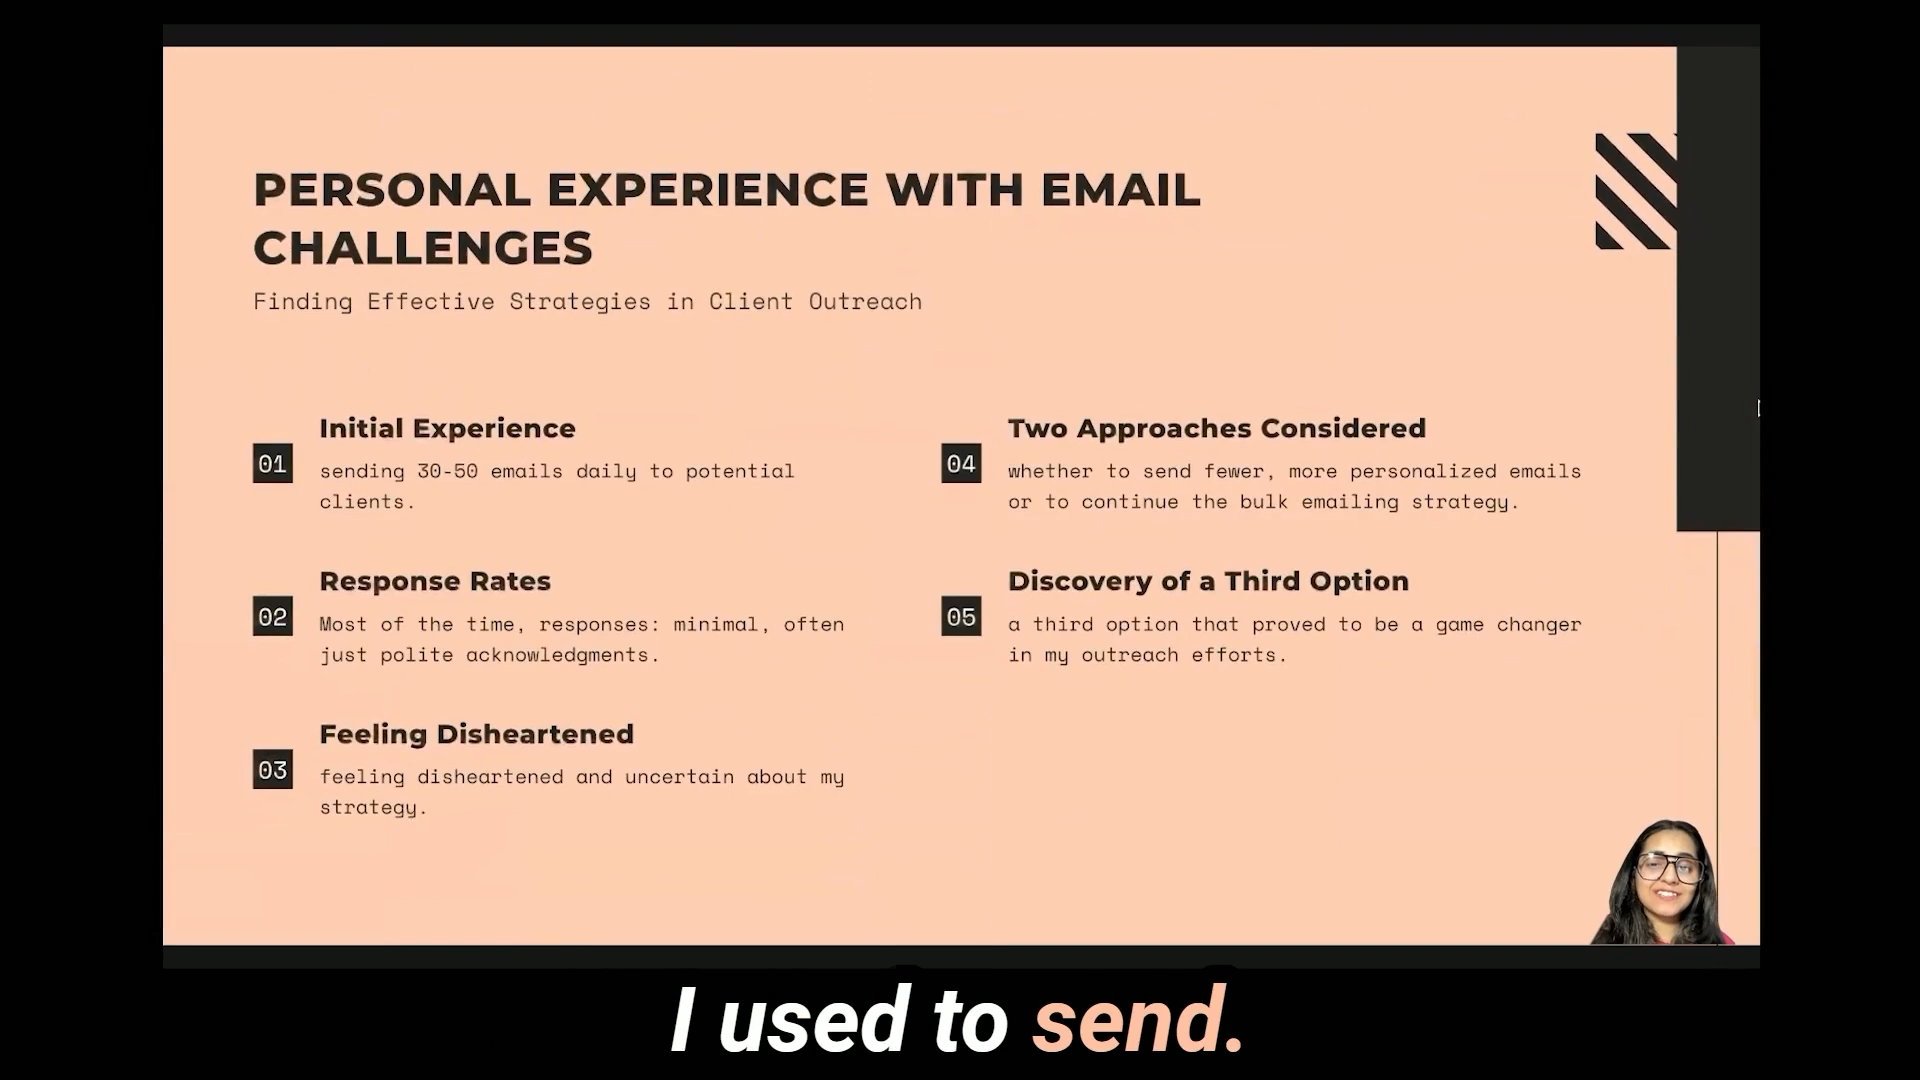 PERSONAL EXPERIENCE WITH EMAIL
CHALLENGES
Finding Effective Strategies in Client Outreach
01
Initial Experience
sending 30-50 emails daily to potential
clients.
02
Response Rates
Most of the time, responses: minimal, often
just polite acknowledgments.
03
Feeling Disheartened
feeling disheartened and uncertain about my
strategy.
04
Two Approaches Considered
whether to send fewer, more personalized emails
or to continue the bulk emailing strategy.
05
Discovery of a Third Option
a third option that proved to be a game changer
in my outreach efforts.
I used to send.